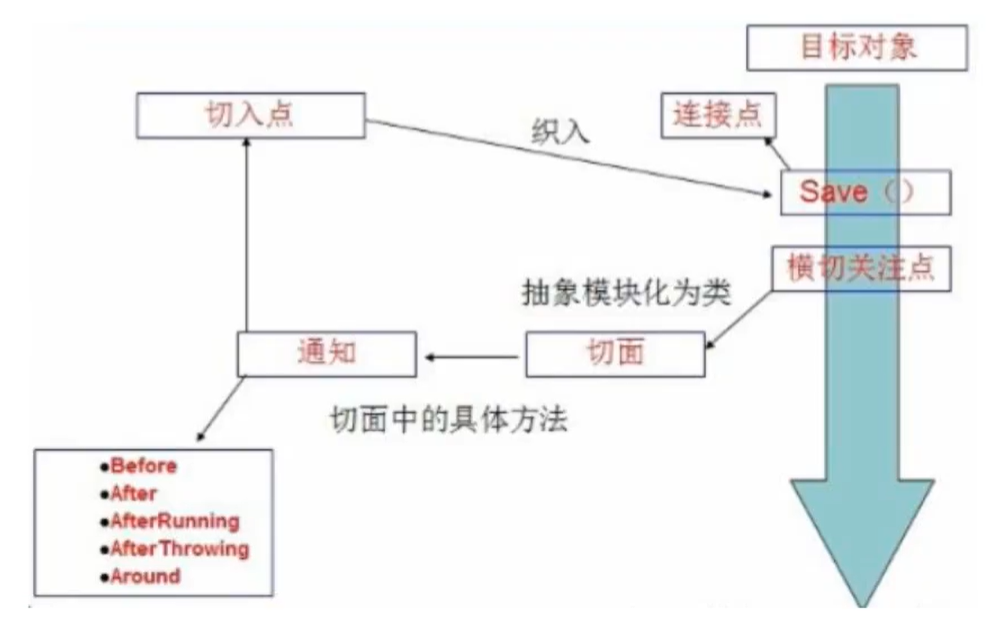 目标对象
切入点
织入
连接点
Save（）
横切关注点
抽象模块化为类
通知
切面
切面中的具体方法
●Before
●After
●AfterRunning
●AfterThrowing
●Around